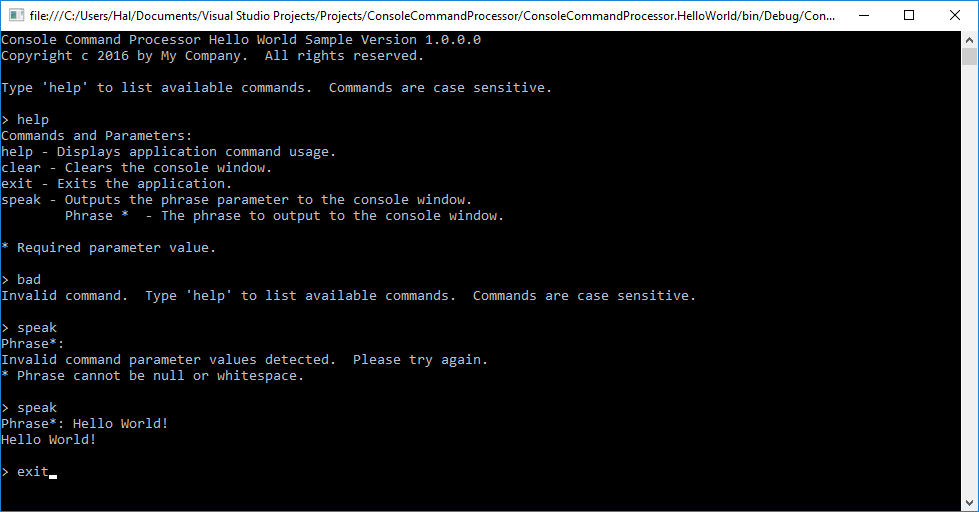 file:///C:/Users/Hal/Documents/Visual Studio Projects/Projects/ConsoleCommandProcessor/ConsoleCommandProcessor.HelloWorld/bin/Debug/Con...
Console Command Processor Hello World Sample Version 1.0.0.0
Copyright c 2016 by My Company.  All rights reserved.
Type 'help' to list available commands.  Commands are case sensitive.
> help
Commands and Parameters:
help - Displays application command usage.
clear - Clears the console window.
exit - Exits the application.
speak - Outputs the phrase parameter to the console window.
        Phrase *  - The phrase to output to the console window.
* Required parameter value.
> bad
Invalid command.  Type 'help' to list available commands.  Commands are case sensitive.
> speak
Phrase*:
Invalid command parameter values detected.  Please try again.
* Phrase cannot be null or whitespace.
> speak
Phrase*: Hello World!
Hello World!
> exit